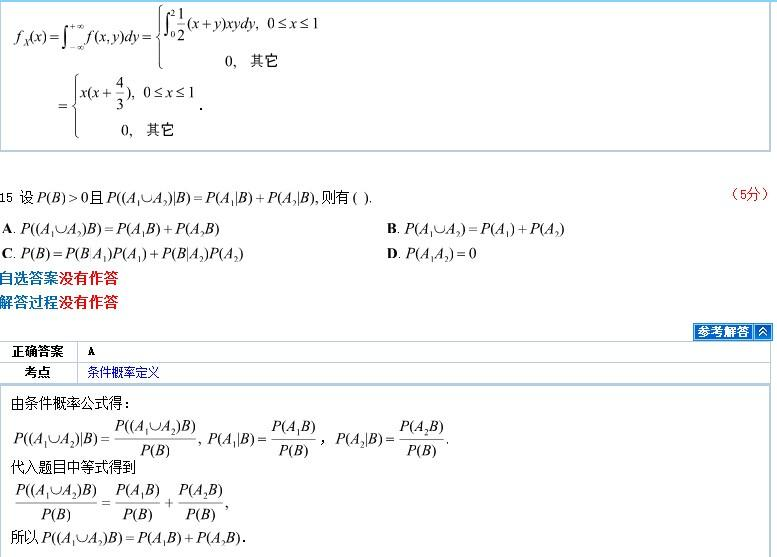 f_X(x) = ∫_{-∞}^{+∞} f(x,y)dy = { ∫_0^2 1/2 (x+y)xydy, 0≤x≤1
0, 其它
= { x(x+4/3), 0≤x≤1
0, 其它 .
15 设 P(B)>0且 P((A₁∪A₂)|B)=P(A₁|B)+P(A₂|B),则有 ( ). （5分）
A. P((A₁∪A₂)B)=P(A₁B)+P(A₂B) B. P(A₁∪A₂)=P(A₁)+P(A₂)
C. P(B)=P(B|A₁)P(A₁)+P(B|A₂)P(A₂) D. P(A₁A₂)=0
自选答案没有作答
解答过程没有作答
参考解答
正确答案 A
考点 条件概率定义
由条件概率公式得：
P((A₁∪A₂)|B) = P((A₁∪A₂)B)/P(B), P(A₁|B) = P(A₁B)/P(B)，P(A₂|B) = P(A₂B)/P(B).
代入题目中等式得到
P((A₁∪A₂)B)/P(B) = P(A₁B)/P(B) + P(A₂B)/P(B),
所以 P((A₁∪A₂)B)=P(A₁B)+P(A₂B).